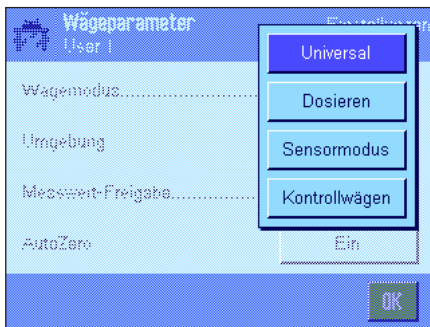 Wägeparameter
User 1
Wägemodus
Umgebung
Messwert-Freigabe
AutoZero
Universal
Dosieren
Sensormodus
Kontrollwägen
Ein
OK